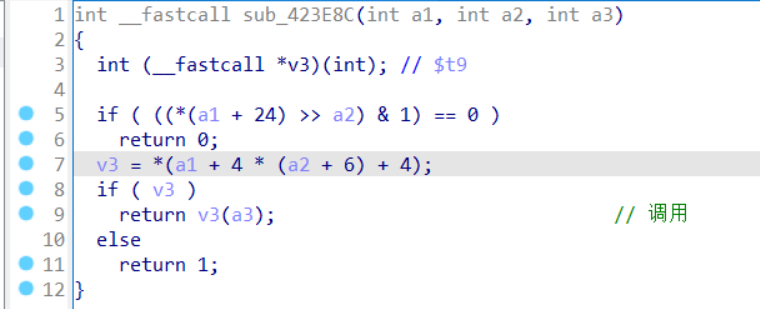 1 int __fastcall sub_423E8C(int a1, int a2, int a3)
2 {
3   int (__fastcall *v3)(int); // $t9
4
5   if ( ((*(a1 + 24) >> a2) & 1) == 0 )
6     return 0;
7   v3 = *(a1 + 4 * (a2 + 6) + 4);
8   if ( v3 )
9     return v3(a3);                              // 调用
10   else
11     return 1;
12 }